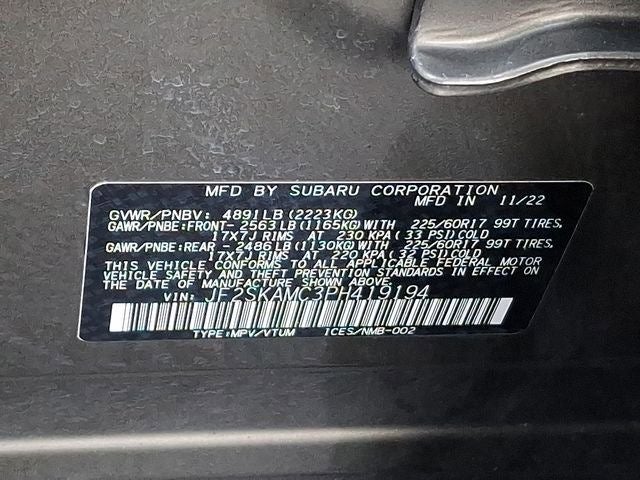 MFD BY SUBARU CORPORATION
MFD IN 11/22
GVWR/PNBV: 4891LB(2223KG)
GAWR/PNBE:FRONT- 2563LB(1165KG)WITH 225/60R17 99T TIRES,
17X7J RIMS AT 230 KPA(33 PSI)COLD
GAWR/PNBE:REAR - 2486LB(1130KG)WITH 225/60R17 99T TIRES,
17X7J RIMS AT 220 KPA(32 PSI)COLD
THIS VEHICLE CONFORMS TO ALL APPLICABLE FEDERAL MOTOR
VEHICLE SAFETY AND THEFT PREVENTION STANDARDS IN EFFECT ON
THE DATE OF MANUFACTURE SHOWN ABOVE.
VIN: JF2SKAMC3PH419194
TYPE:MPV/VTUM ICES/NMB-002